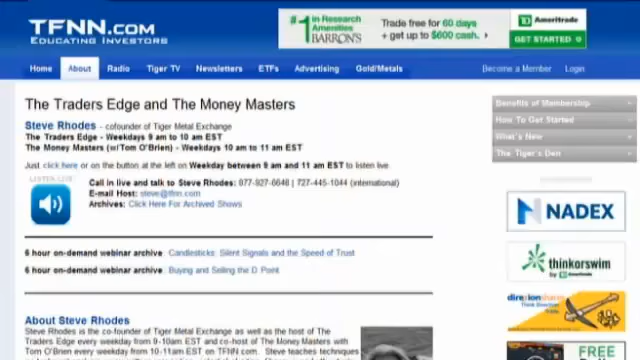 TFNN.COM
EDUCATING INVESTORS
#1 in Research Amenities
BARRON'S
Trade free for 60 days
+ get up to $600 cash.
TD Ameritrade
GET STARTED
Home About Radio Tiger TV Newsletters ETFs Advertising Gold/Metals Become a Member Login
The Traders Edge and The Money Masters
Steve Rhodes - cofounder of Tiger Metal Exchange
The Traders Edge - Weekdays 9 am to 10 am EST
The Money Masters (w/Tom O'Brien) - Weekdays 10 am to 11 am EST
Just click here or on the button at the left on Weekday between 9 am and 11 am EST to listen live
LISTEN LIVE
Call in live and talk to Steve Rhodes: 877-927-6648 | 727-445-1044 (international)
E-mail Host: steve@tfnn.com
Archives: Click Here For Archived Shows
6 hour on-demand webinar archive: Candlesticks: Silent Signals and the Speed of Trust
6 hour on-demand webinar archive: Buying and Selling the D Point
About Steve Rhodes
Steve Rhodes is the co-founder of Tiger Metal Exchange as well as the host of The
Traders Edge every weekday from 9-10am EST and co-host of The Money Masters with
Tom O'Brien every weekday from 10-11am EST on TFNN.com. Steve teaches techniques
Benefits of Membership
How To Get Started
What's New
The Tiger's Den
NADEX
thinkorswim
by TD Ameritrade
direxionshares
FREE